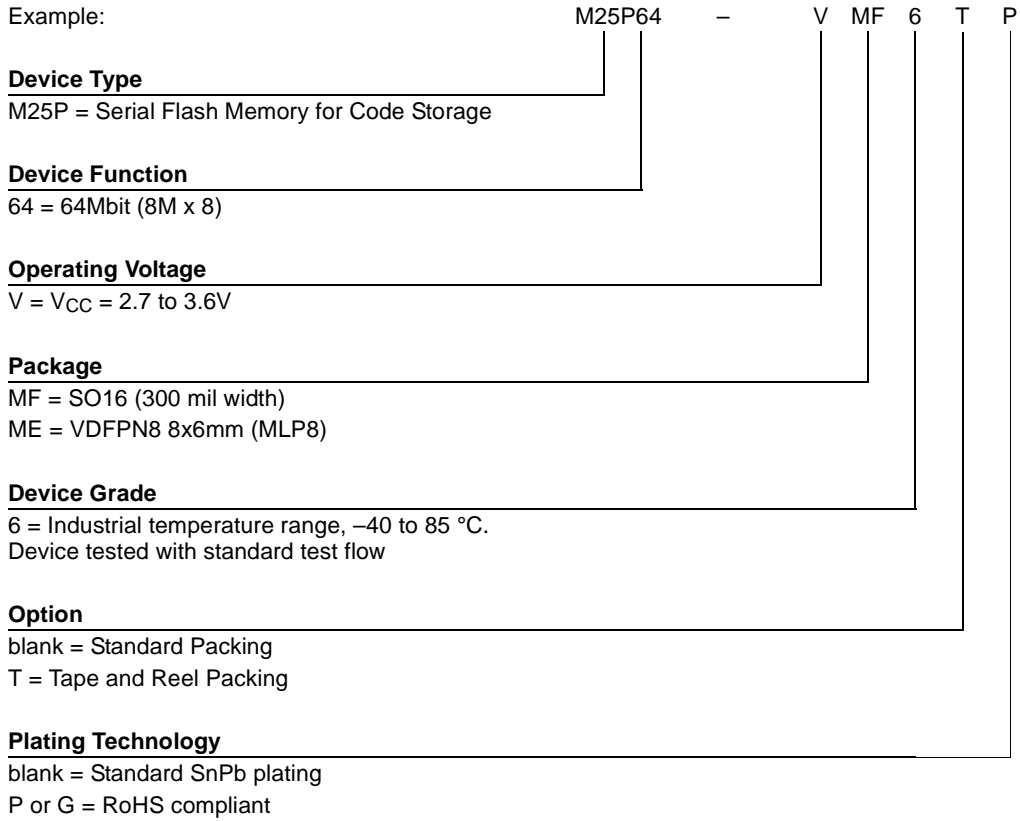 Example: M25P64 – V MF 6 T P
Device Type
M25P = Serial Flash Memory for Code Storage
Device Function
64 = 64Mbit (8M x 8)
Operating Voltage
V = VCC = 2.7 to 3.6V
Package
MF = SO16 (300 mil width)
ME = VDFPN8 8x6mm (MLP8)
Device Grade
6 = Industrial temperature range, –40 to 85 °C.
Device tested with standard test flow
Option
blank = Standard Packing
T = Tape and Reel Packing
Plating Technology
blank = Standard SnPb plating
P or G = RoHS compliant